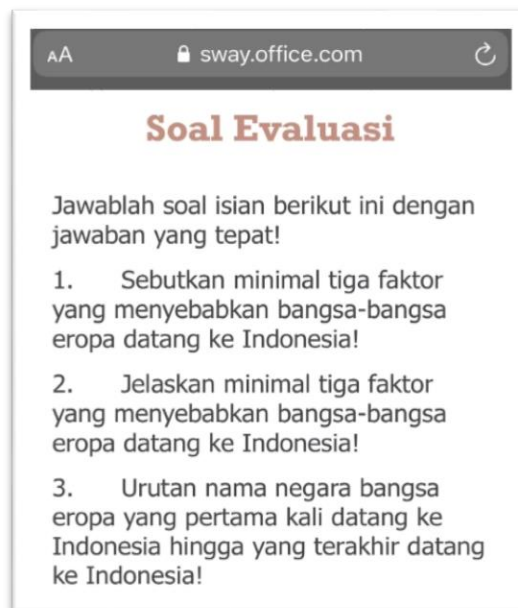 AA sway.office.com
Soal Evaluasi
Jawablah soal isian berikut ini dengan
jawaban yang tepat!
1. Sebutkan minimal tiga faktor
yang menyebabkan bangsa-bangsa
eropa datang ke Indonesia!
2. Jelaskan minimal tiga faktor
yang menyebabkan bangsa-bangsa
eropa datang ke Indonesia!
3. Urutan nama negara bangsa
eropa yang pertama kali datang ke
Indonesia hingga yang terakhir datang
ke Indonesia!